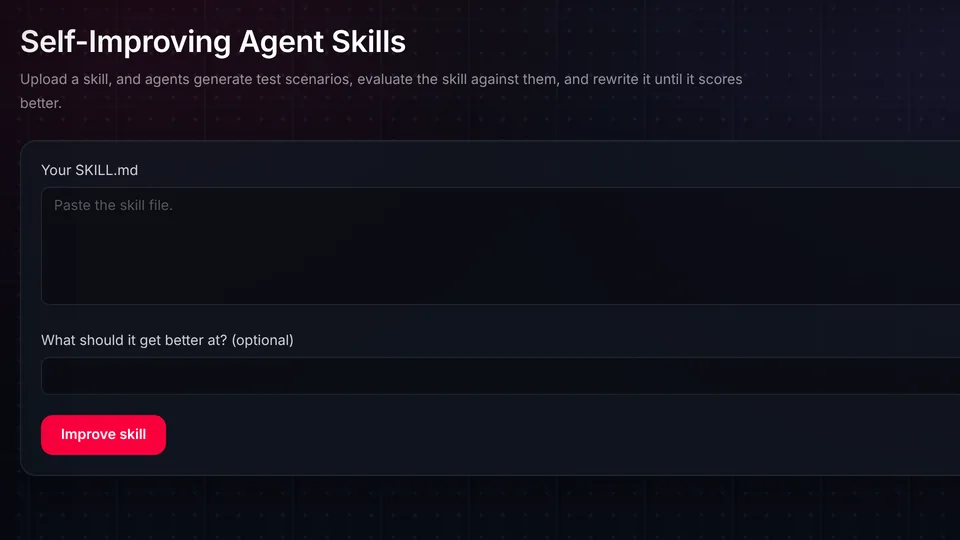 Self-Improving Agent Skills
Upload a skill, and agents generate test scenarios, evaluate the skill against them, and rewrite it until it scores
better.
Your SKILL.md
Paste the skill file.
What should it get better at? (optional)
Improve skill